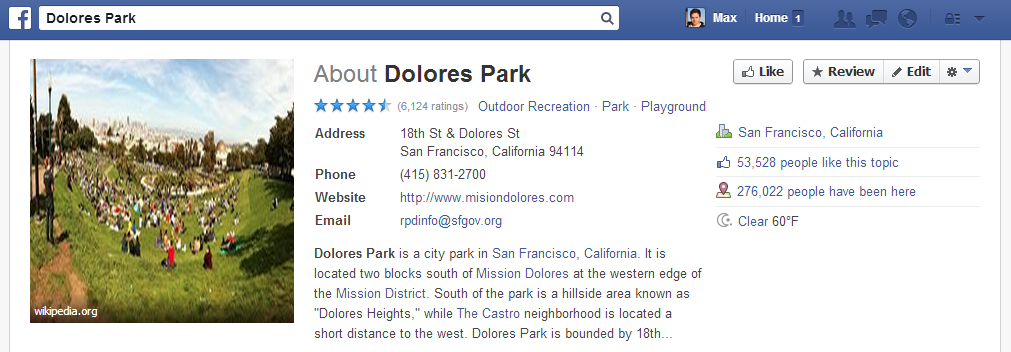 Dolores Park
Max
Home 1
About Dolores Park
Like
Review
Edit
(6,124 ratings) Outdoor Recreation · Park · Playground
Address 18th St & Dolores St
San Francisco, California 94114
Phone (415) 831-2700
Website http://www.misiondolores.com
Email rpdinfo@sfgov.org
San Francisco, California
53,528 people like this topic
276,022 people have been here
Clear 60°F
Dolores Park is a city park in San Francisco, California. It is
located two blocks south of Mission Dolores at the western edge of
the Mission District. South of the park is a hillside area known as
"Dolores Heights," while The Castro neighborhood is located a
short distance to the west. Dolores Park is bounded by 18th...
wikipedia.org